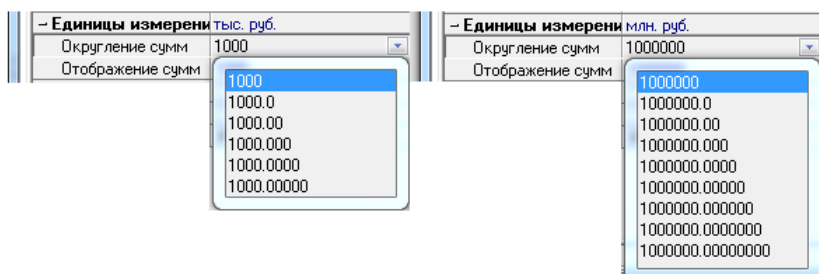 Единицы измерени тыс. руб.
Округление сумм 1000
Отображение сумм
1000
1000.0
1000.00
1000.000
1000.0000
1000.00000
Единицы измерени млн. руб.
Округление сумм 1000000
Отображение сумм
1000000
1000000.0
1000000.00
1000000.000
1000000.0000
1000000.00000
1000000.000000
1000000.0000000
1000000.00000000